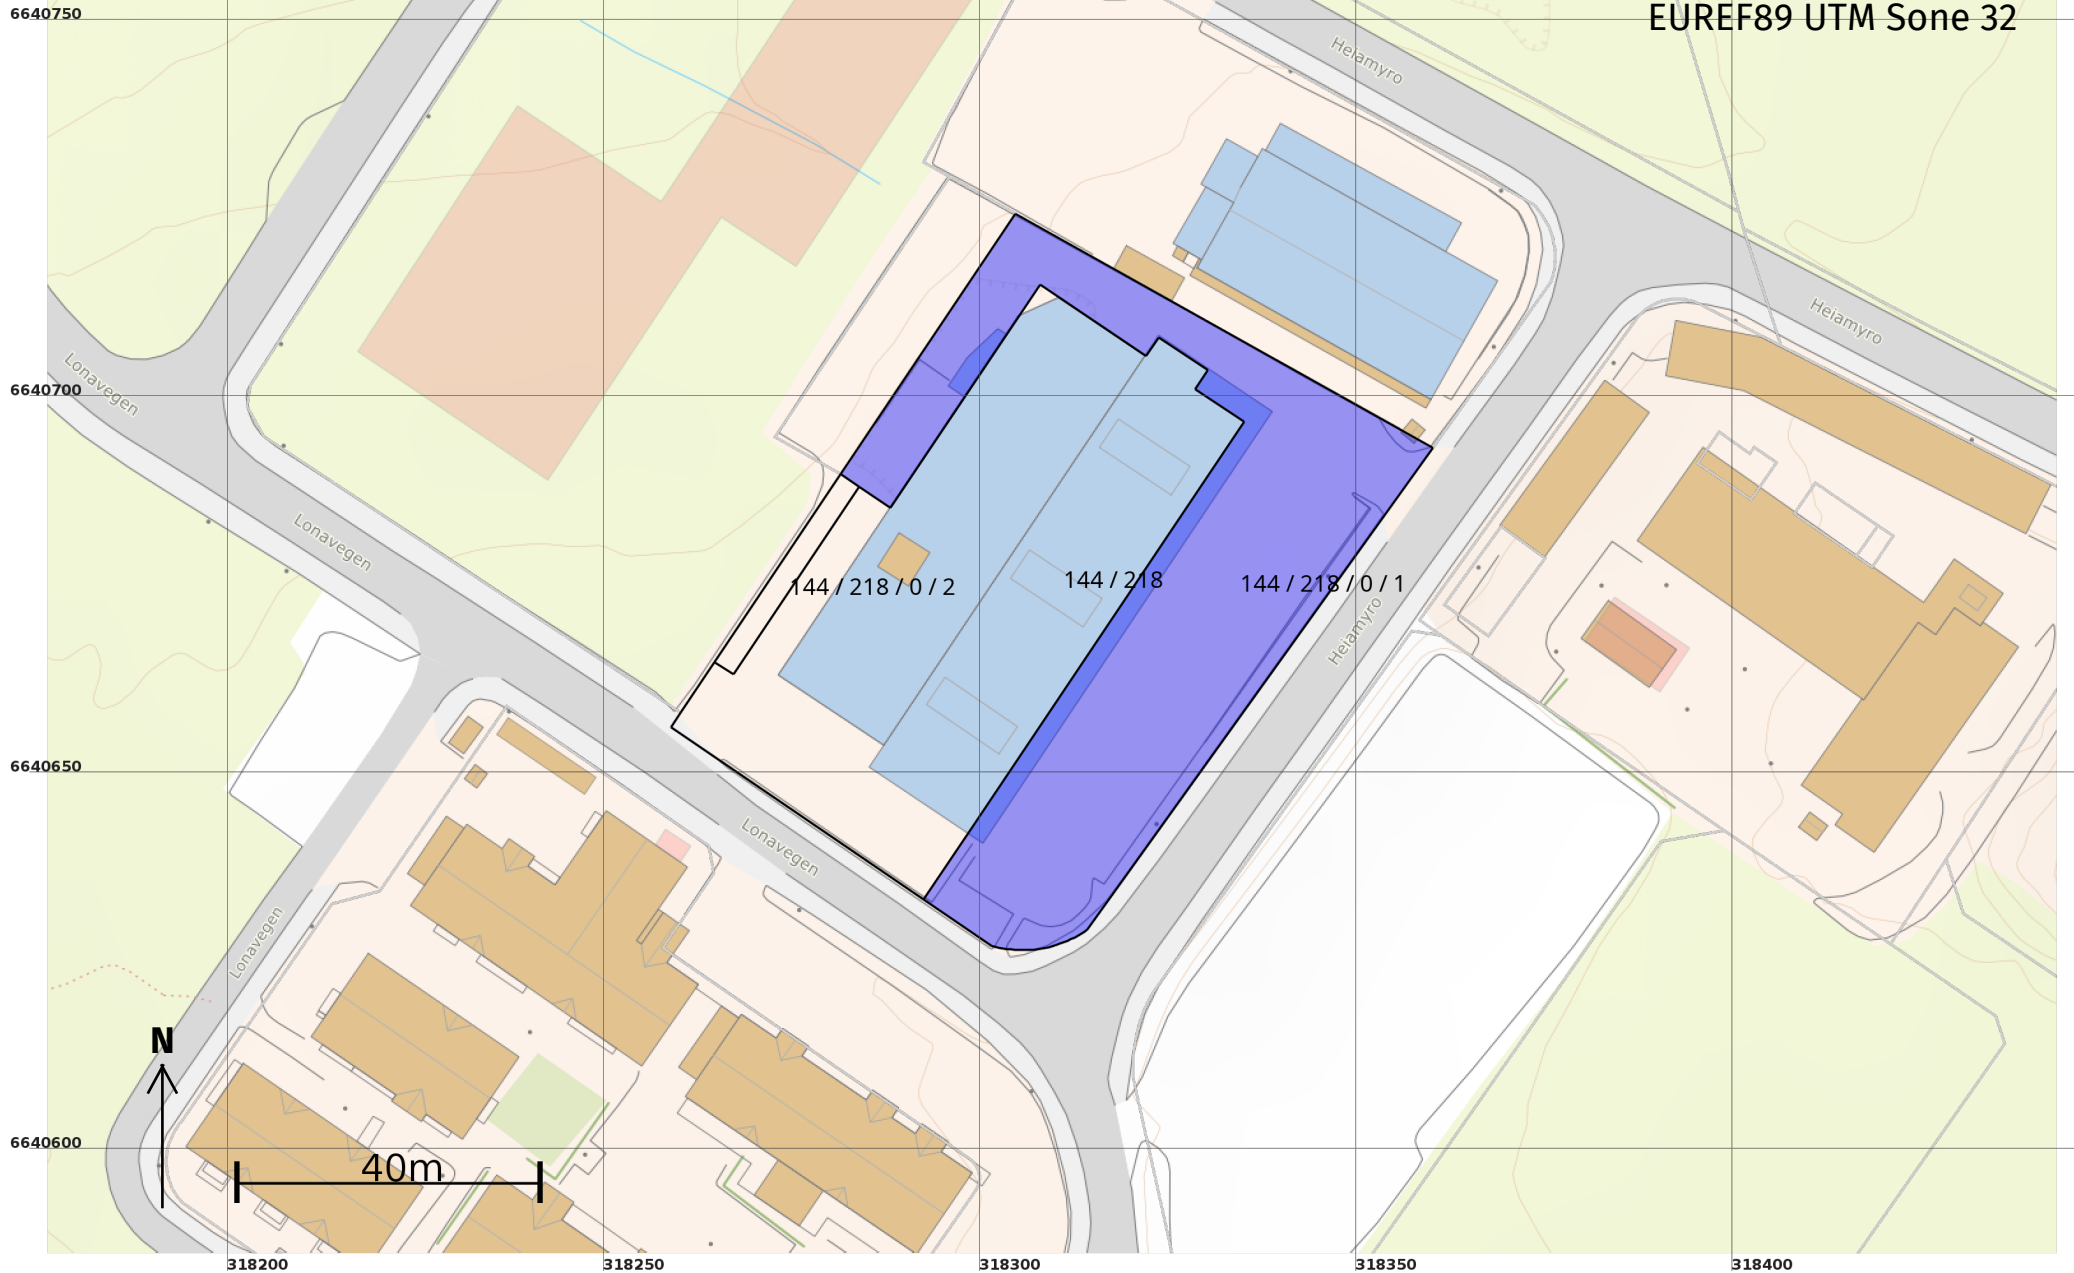 EUREF89 UTM Sone 32
6640750
Heiamyro
Heiamyro
Lonavegen
6640700
Lonavegen
144 / 218 / 0 / 2
144 / 218
144 / 218 / 0 / 1
Heiamyro
6640650
Lonavegen
Lonavegen
N
6640600
40m
318200
318250
318300
318350
318400